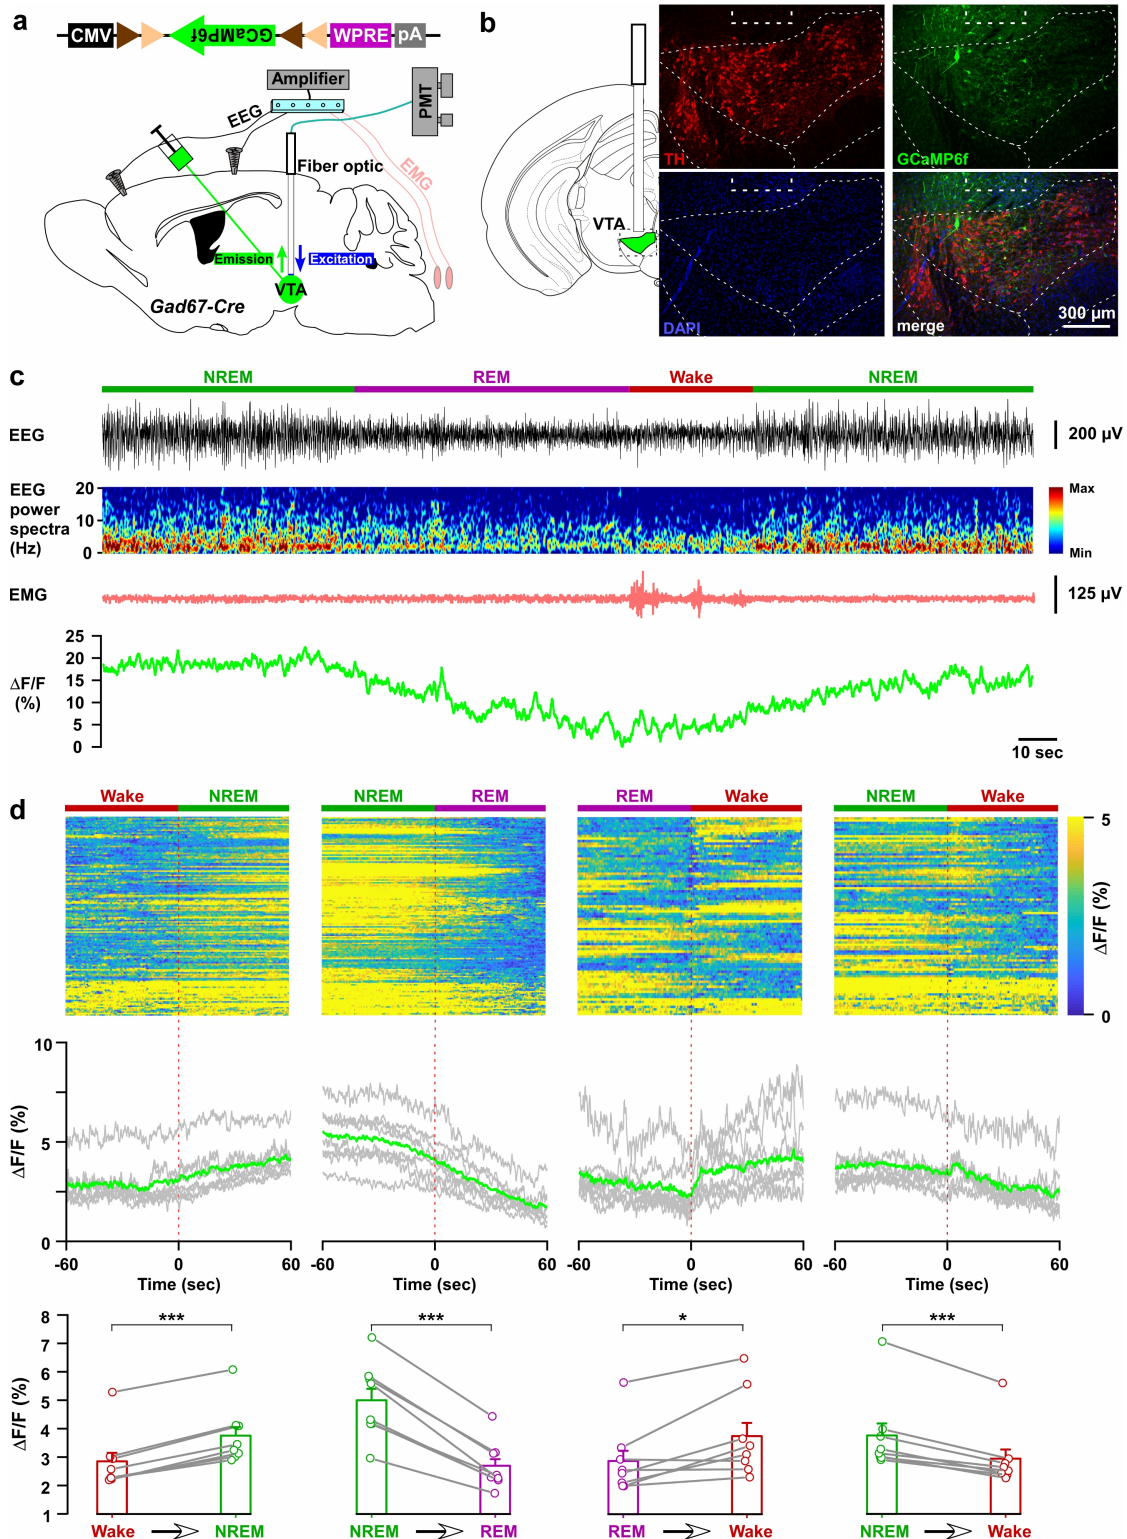 a
CMV GCaMP6f WPRE pA
Amplifier
PMT
EEG
Fiber optic
EMG
Emission
Excitation
VTA
Gad67-Cre
b
VTA
TH
GCaMP6f
DAPI
merge
300 µm
c
NREM REM Wake NREM
EEG
200 µV
EEG power spectra (Hz)
20
10
0
Max
Min
EMG
125 µV
ΔF/F (%)
25
20
15
10
5
0
10 sec
d
Wake NREM NREM REM REM Wake NREM Wake
5
0
ΔF/F (%)
10
5
0
ΔF/F (%)
-60 0 60 -60 0 60 -60 0 60 -60 0 60
Time (sec) Time (sec) Time (sec) Time (sec)
8
7
6
5
4
3
2
1
ΔF/F (%)
*** *** * ***
Wake NREM NREM REM REM Wake NREM Wake